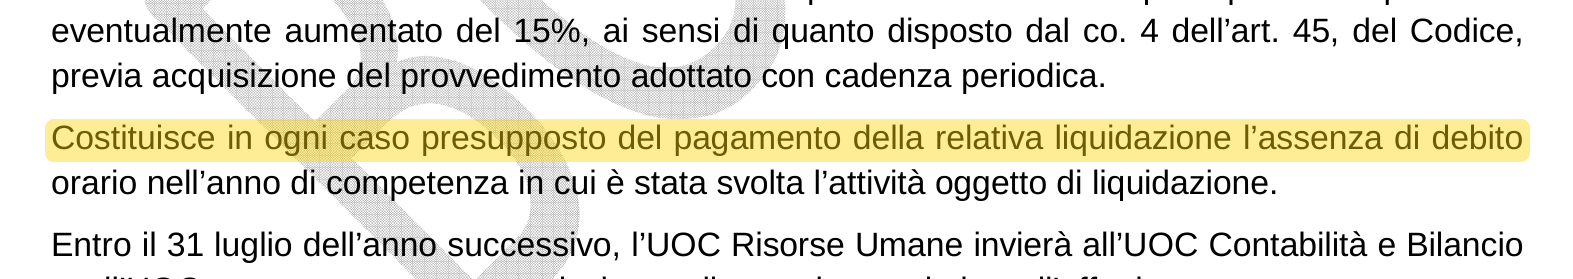 eventualmente aumentato del 15%, ai sensi di quanto disposto dal co. 4 dell’art. 45, del Codice,
previa acquisizione del provvedimento adottato con cadenza periodica.
Costituisce in ogni caso presupposto del pagamento della relativa liquidazione l’assenza di debito
orario nell’anno di competenza in cui è stata svolta l’attività oggetto di liquidazione.
Entro il 31 luglio dell’anno successivo, l’UOC Risorse Umane invierà all’UOC Contabilità e Bilancio